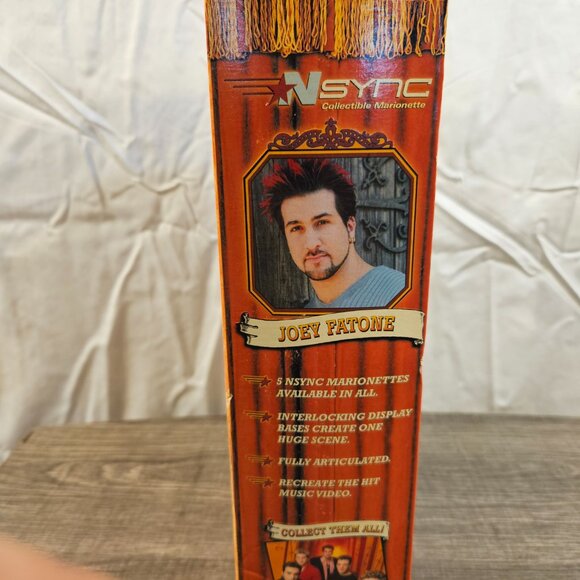 NSYNC
Collectible Marionette
JOEY FATONE
5 NSYNC MARIONETTES
AVAILABLE IN ALL.
INTERLOCKING DISPLAY
BASES CREATE ONE
HUGE SCENE.
FULLY ARTICULATED.
RECREATE THE HIT
MUSIC VIDEO.
COLLECT THEM ALL!